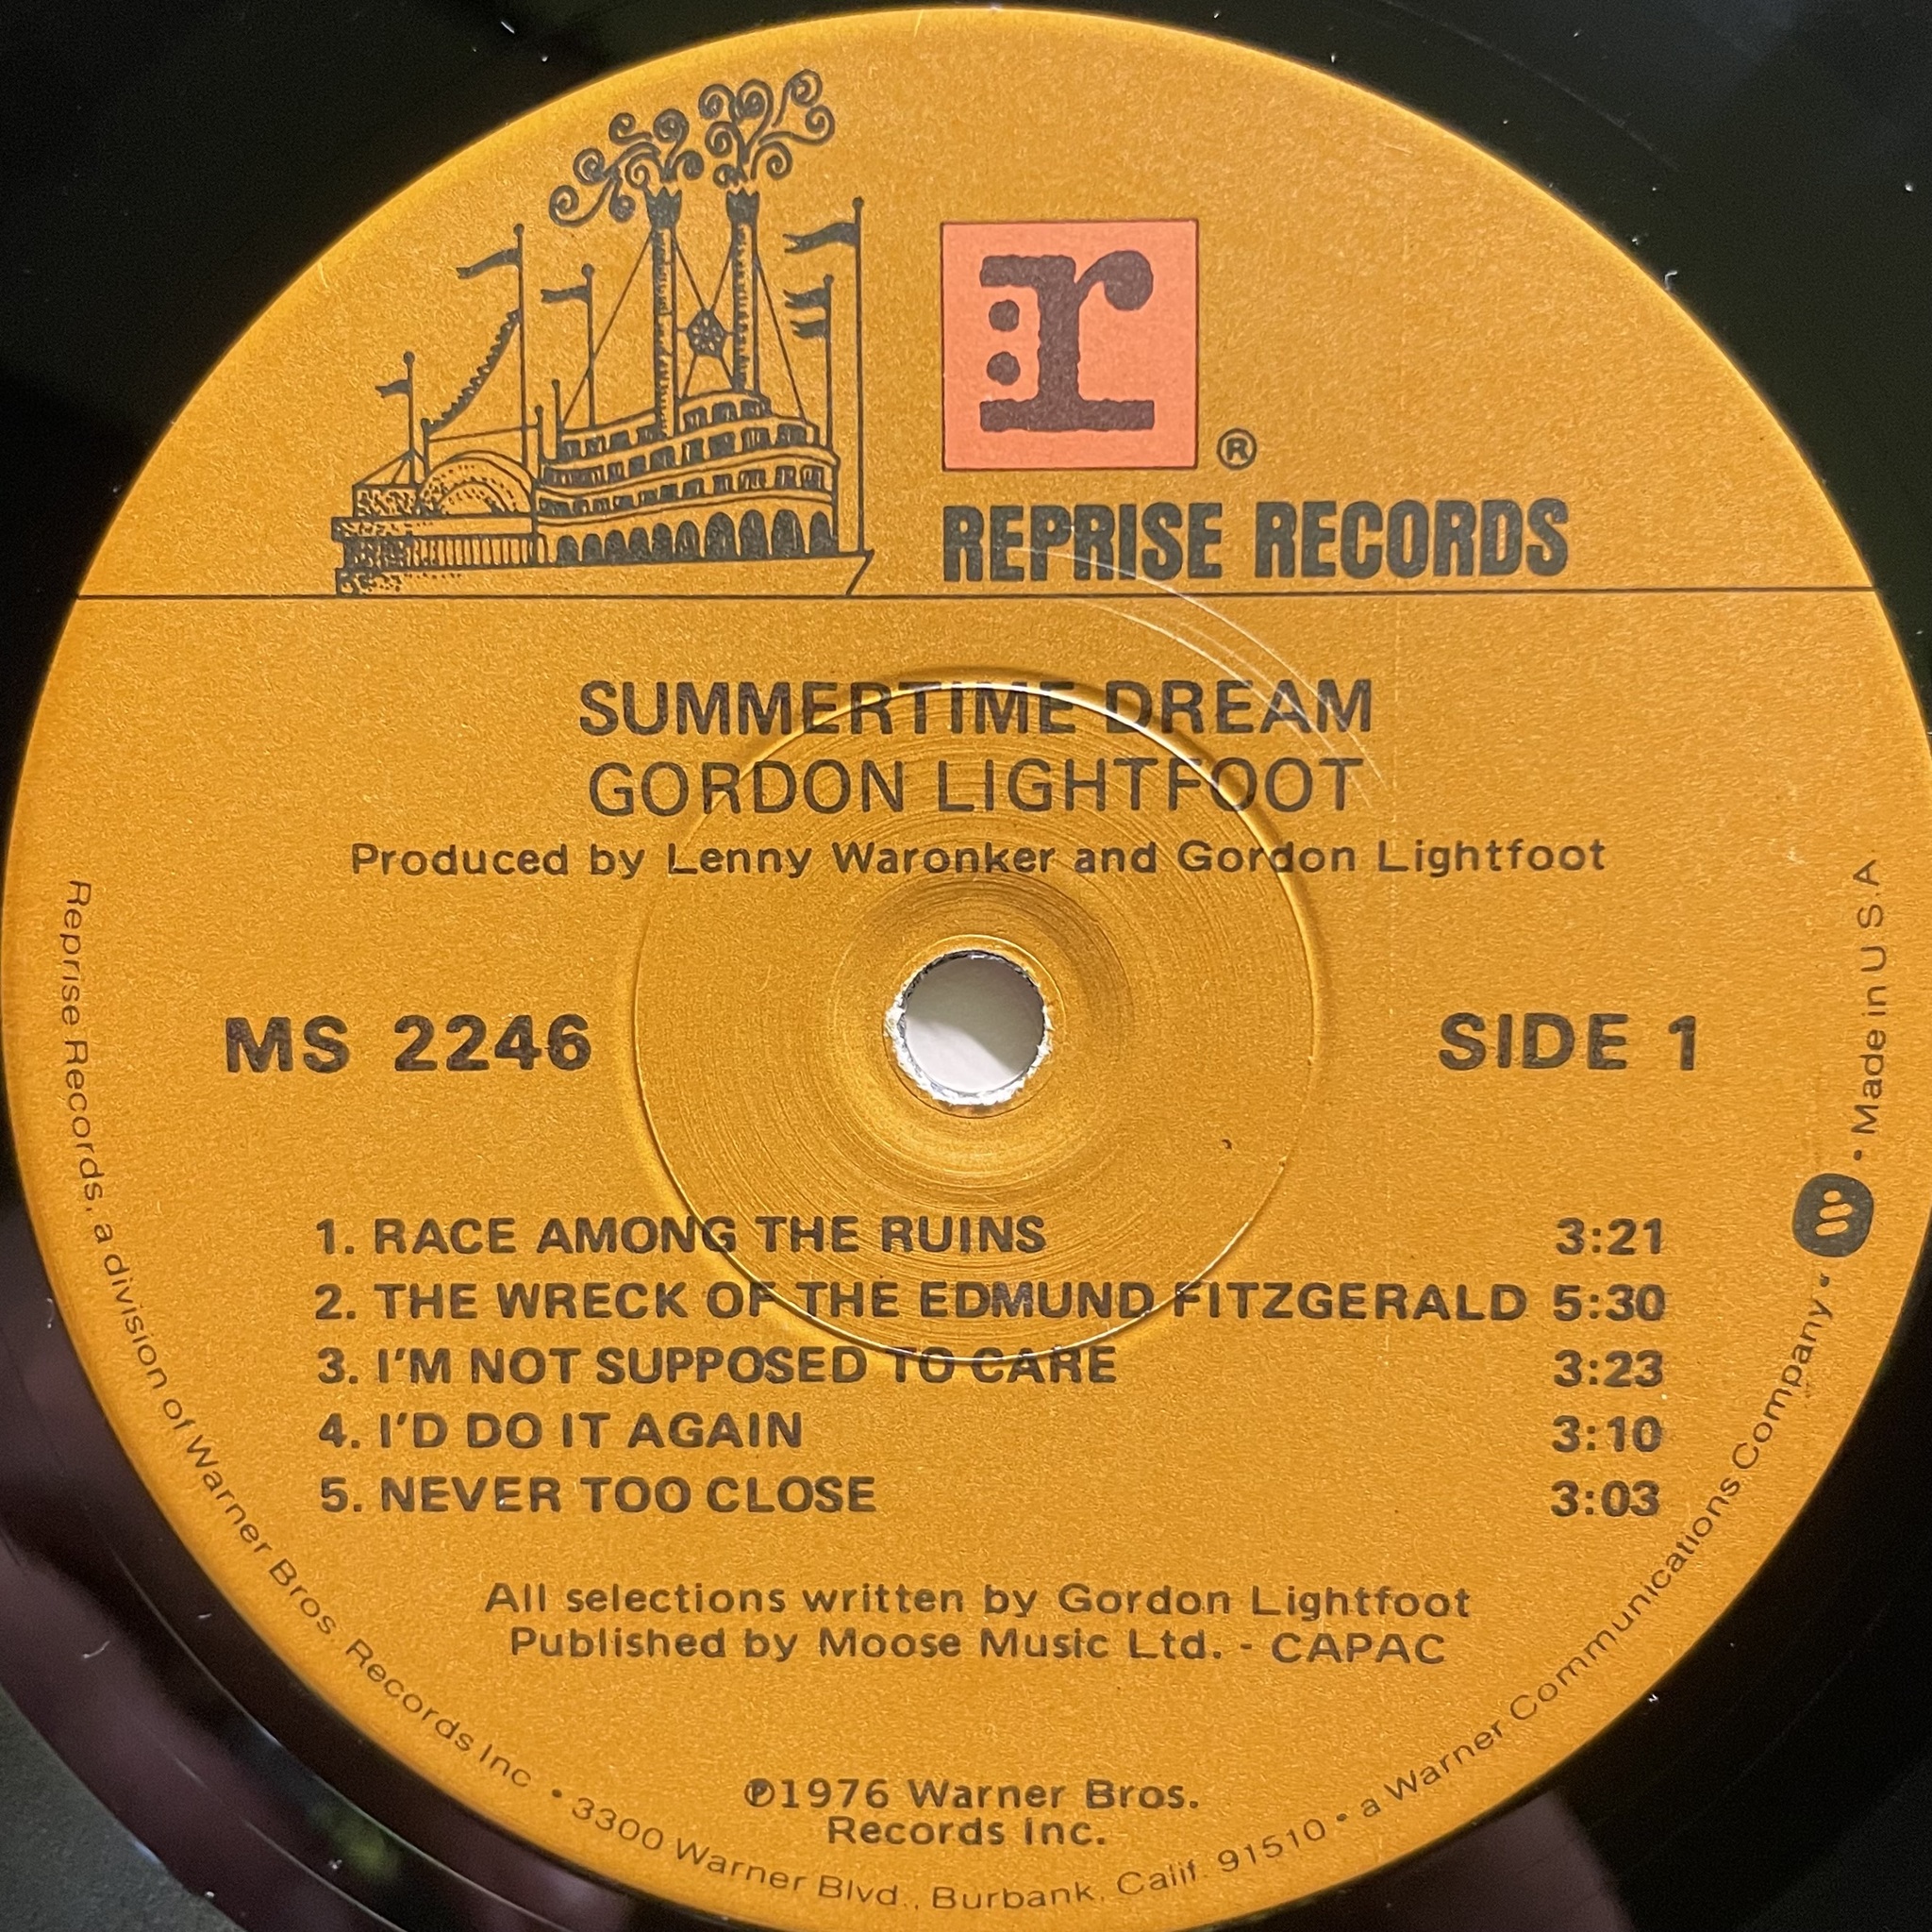 :r
®
REPRISE RECORDS
SUMMERTIME DREAM
GORDON LIGHTFOOT
Produced by Lenny Waronker and Gordon Lightfoot
MS 2246
SIDE 1
1. RACE AMONG THE RUINS 3:21
2. THE WRECK OF THE EDMUND FITZGERALD 5:30
3. I'M NOT SUPPOSED TO CARE 3:23
4. I'D DO IT AGAIN 3:10
5. NEVER TOO CLOSE 3:03
All selections written by Gordon Lightfoot
Published by Moose Music Ltd. - CAPAC
℗1976 Warner Bros.
Records Inc.
Reprise Records, a division of Warner Bros. Records Inc • 3300 Warner Blvd., Burbank, Calif. 91510 • a Warner Communications Company • W • Made in U.S.A.